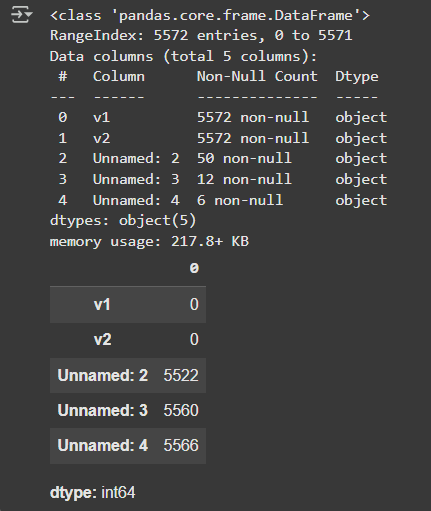 <class 'pandas.core.frame.DataFrame'>
RangeIndex: 5572 entries, 0 to 5571
Data columns (total 5 columns):
 #   Column      Non-Null Count  Dtype
---  ------      --------------  -----
 0   v1          5572 non-null   object
 1   v2          5572 non-null   object
 2   Unnamed: 2  50 non-null     object
 3   Unnamed: 3  12 non-null     object
 4   Unnamed: 4  6 non-null      object
dtypes: object(5)
memory usage: 217.8+ KB
0
v1 0
v2 0
Unnamed: 2 5522
Unnamed: 3 5560
Unnamed: 4 5566
dtype: int64